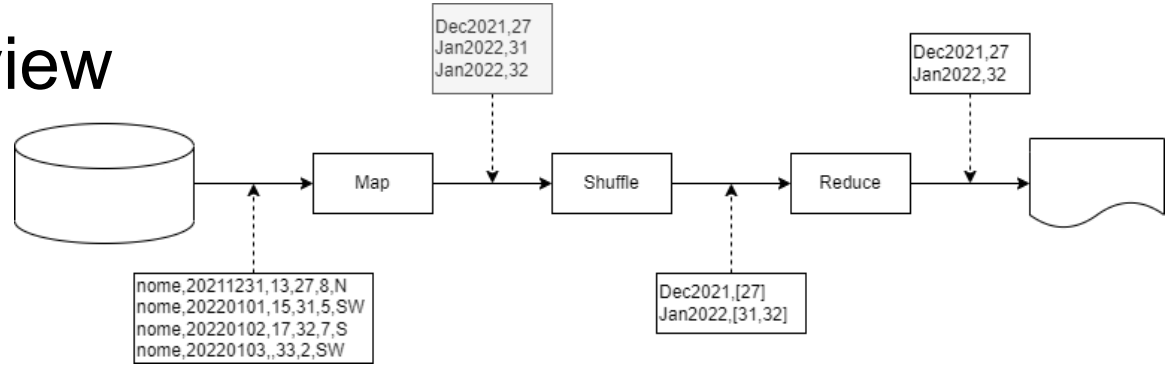 Dec2021,27
Jan2022,31
Jan2022,32
Dec2021,27
Jan2022,32
Map
Shuffle
Reduce
nome,20211231,13,27,8,N
nome,20220101,15,31,5,SW
nome,20220102,17,32,7,S
nome,20220103,,33,2,SW
Dec2021,[27]
Jan2022,[31,32]